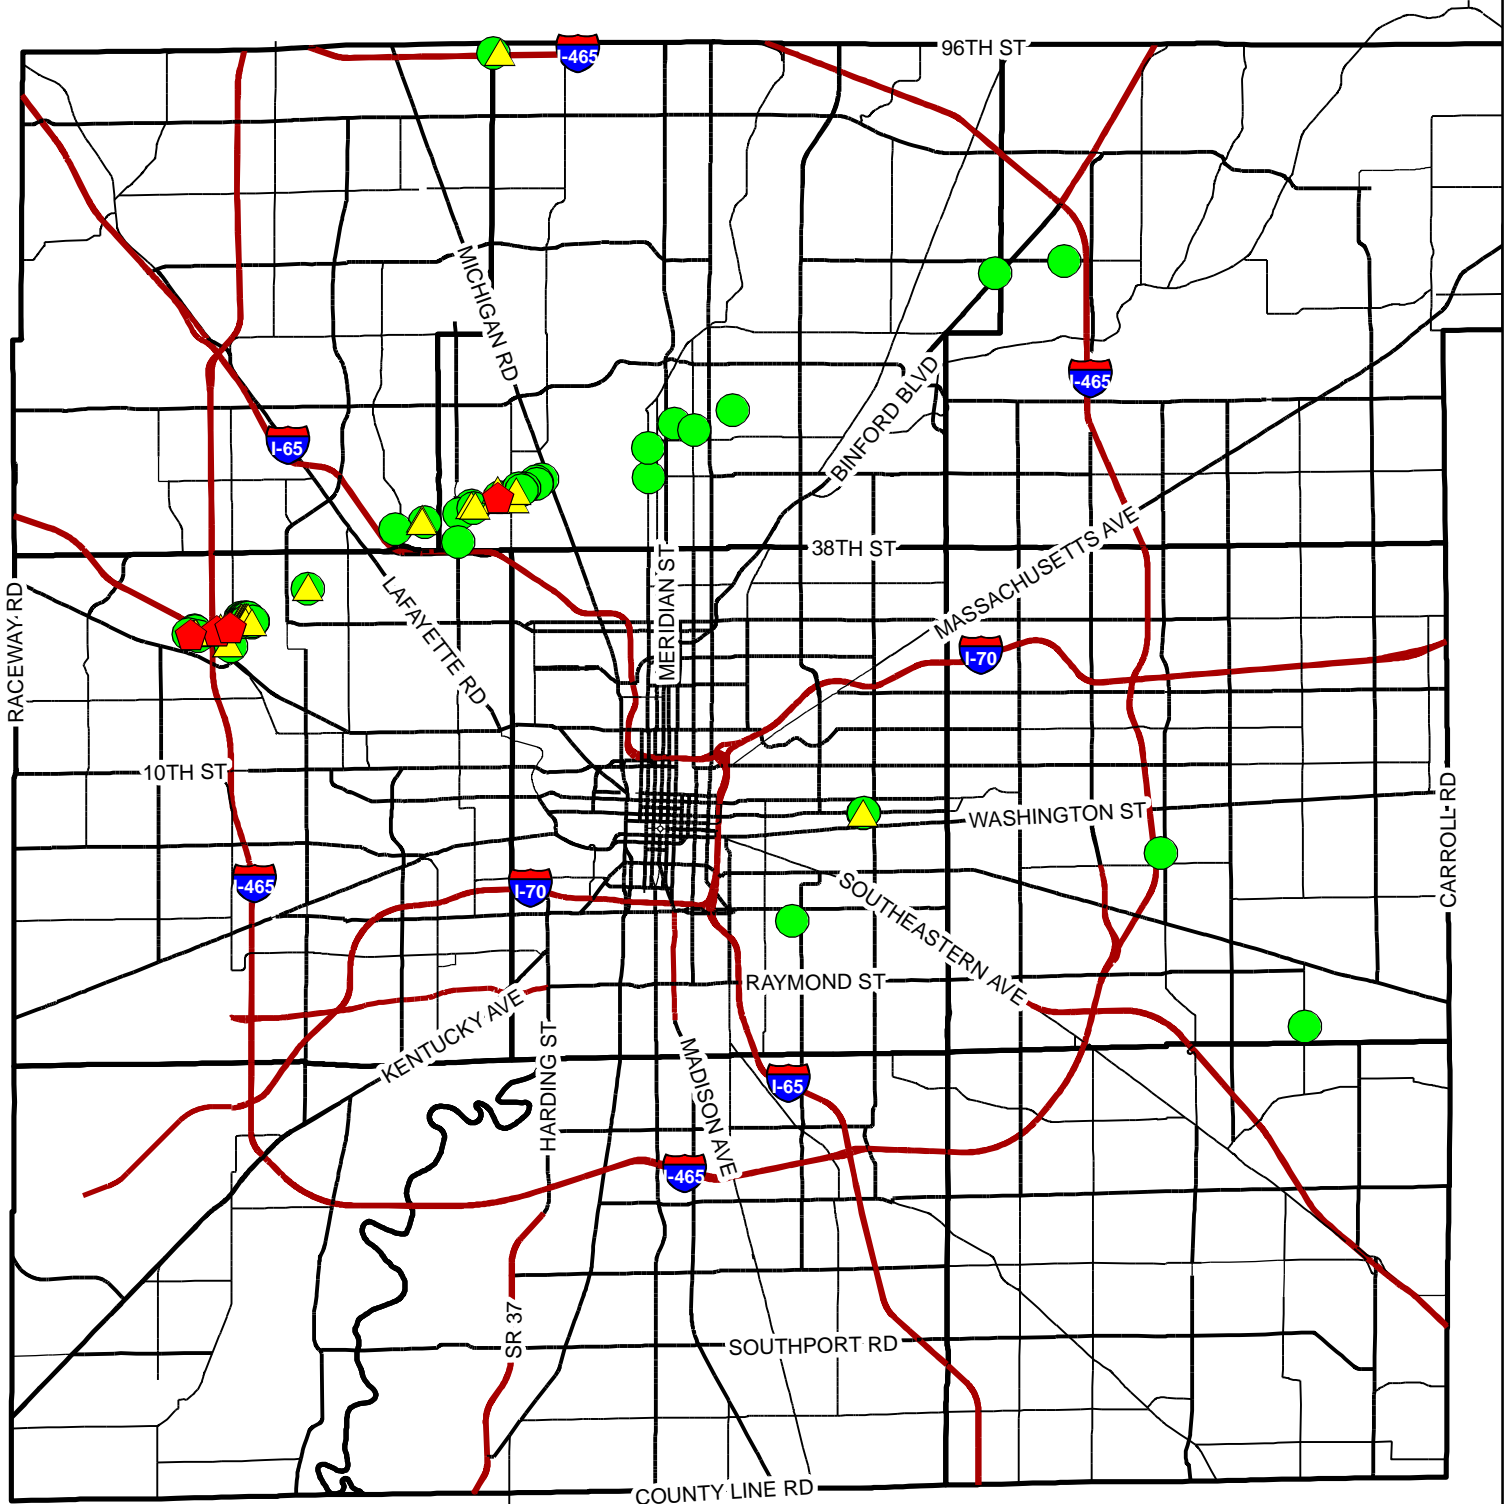 96TH ST
I-465
MICHIGAN RD
BINFORD BLVD
I-465
I-65
MASSACHUSETTS AVE
38TH ST
MERIDIAN ST
LAFAYETTE RD
RACEWAY RD
I-70
10TH ST
WASHINGTON ST
CARROLL RD
I-465
I-70
SOUTHEASTERN AVE
RAYMOND ST
KENTUCKY AVE
HARDING ST
MADISON AVE
I-65
I-465
SR 37
SOUTHPORT RD
COUNTY LINE RD